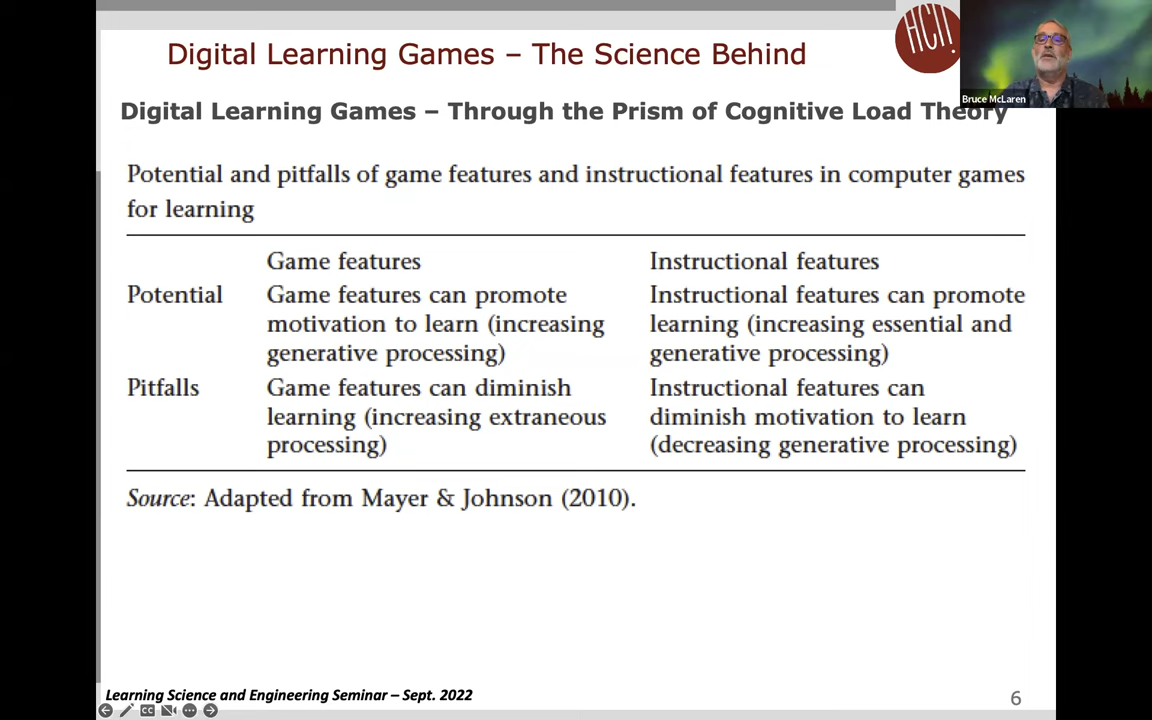 Digital Learning Games – The Science Behind
HCII
Bruce McLaren
Digital Learning Games – Through the Prism of Cognitive Load Theory
Potential and pitfalls of game features and instructional features in computer games
for learning
Game features Instructional features
Potential Game features can promote Instructional features can promote
motivation to learn (increasing learning (increasing essential and
generative processing) generative processing)
Pitfalls Game features can diminish Instructional features can
learning (increasing extraneous diminish motivation to learn
processing) (decreasing generative processing)
Source: Adapted from Mayer & Johnson (2010).
Learning Science and Engineering Seminar – Sept. 2022
6
CC